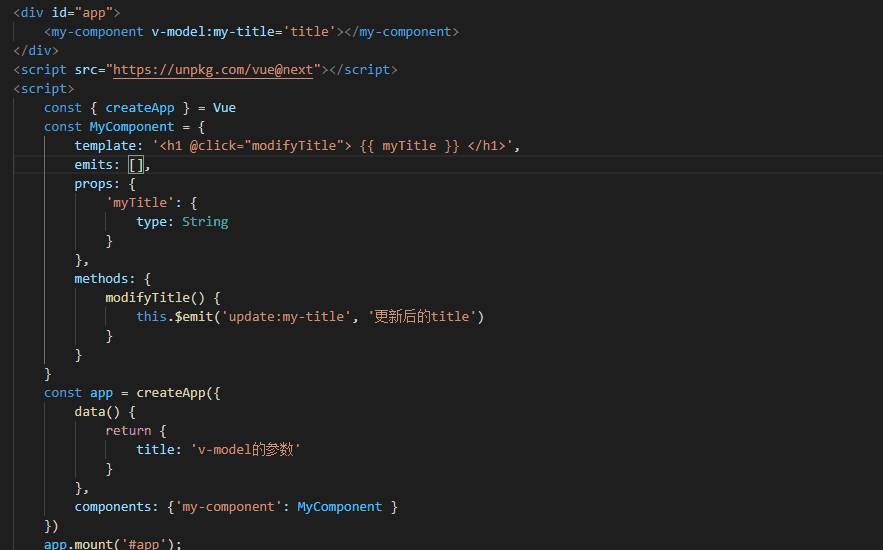 <div id="app">
    <my-component v-model:my-title='title'></my-component>
</div>
<script src="https://unpkg.com/vue@next"></script>
<script>
    const { createApp } = Vue
    const MyComponent = {
        template: '<h1 @click="modifyTitle"> {{ myTitle }} </h1>',
        emits: [],
        props: {
            'myTitle': {
                type: String
            }
        },
        methods: {
            modifyTitle() {
                this.$emit('update:my-title', '更新后的title')
            }
        }
    }
    const app = createApp({
        data() {
            return {
                title: 'v-model的参数'
            }
        },
        components: {'my-component': MyComponent }
    })
    app.mount('#app');